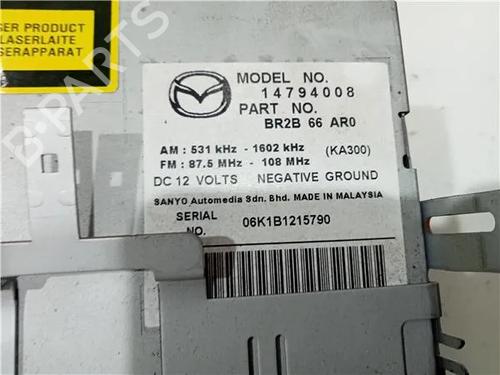 SER PRODUCT
LASERLAITE
SERAPPARAT
MODEL NO.
14794008
PART NO.
BR2B 66 AR0
AM : 531 kHz - 1602 kHz (KA300)
FM : 87.5 MHz - 108 MHz
DC 12 VOLTS NEGATIVE GROUND
SANYO Automedia Sdn. Bhd. MADE IN MALAYSIA
SERIAL
NO. 06K1B1215790
B-PARTS